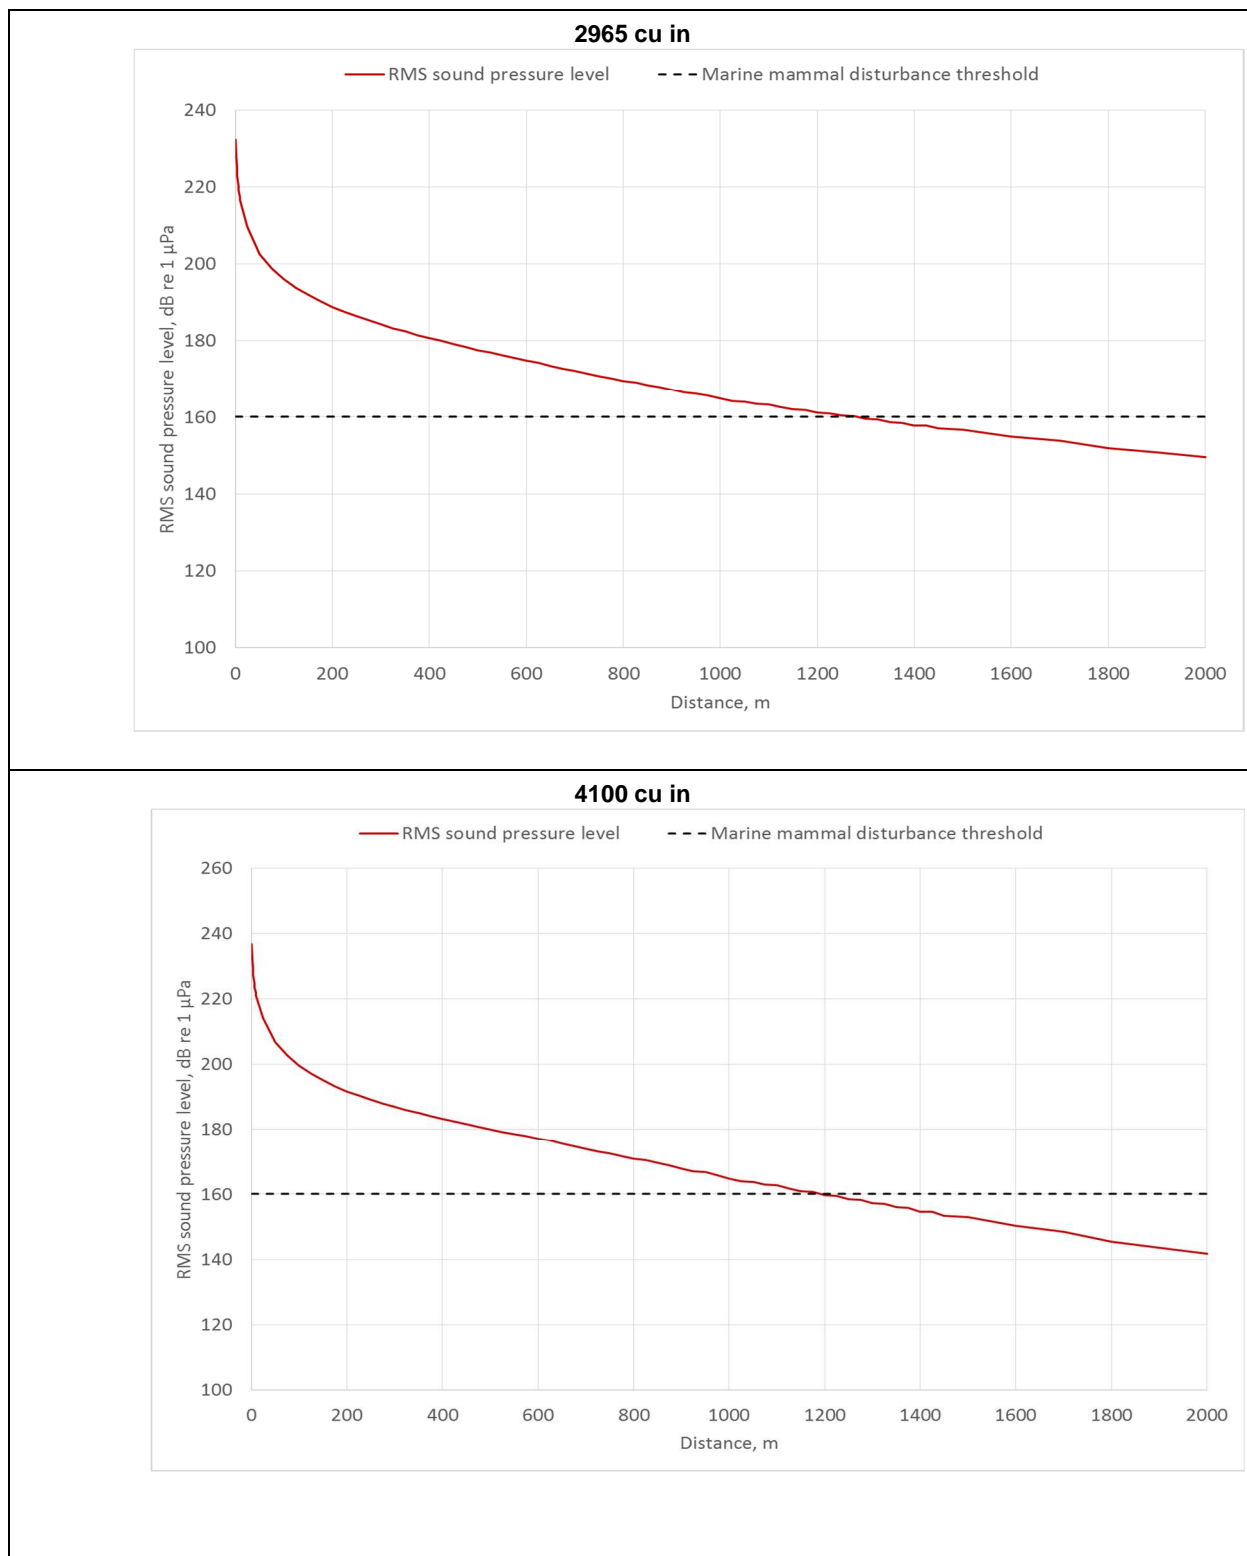 2965 cu in
RMS sound pressure level
Marine mammal disturbance threshold
240
220
200
180
160
140
120
100
RMS sound pressure level, dB re 1 µPa
0 200 400 600 800 1000 1200 1400 1600 1800 2000
Distance, m
4100 cu in
RMS sound pressure level
Marine mammal disturbance threshold
260
240
220
200
180
160
140
120
100
RMS sound pressure level, dB re 1 µPa
0 200 400 600 800 1000 1200 1400 1600 1800 2000
Distance, m